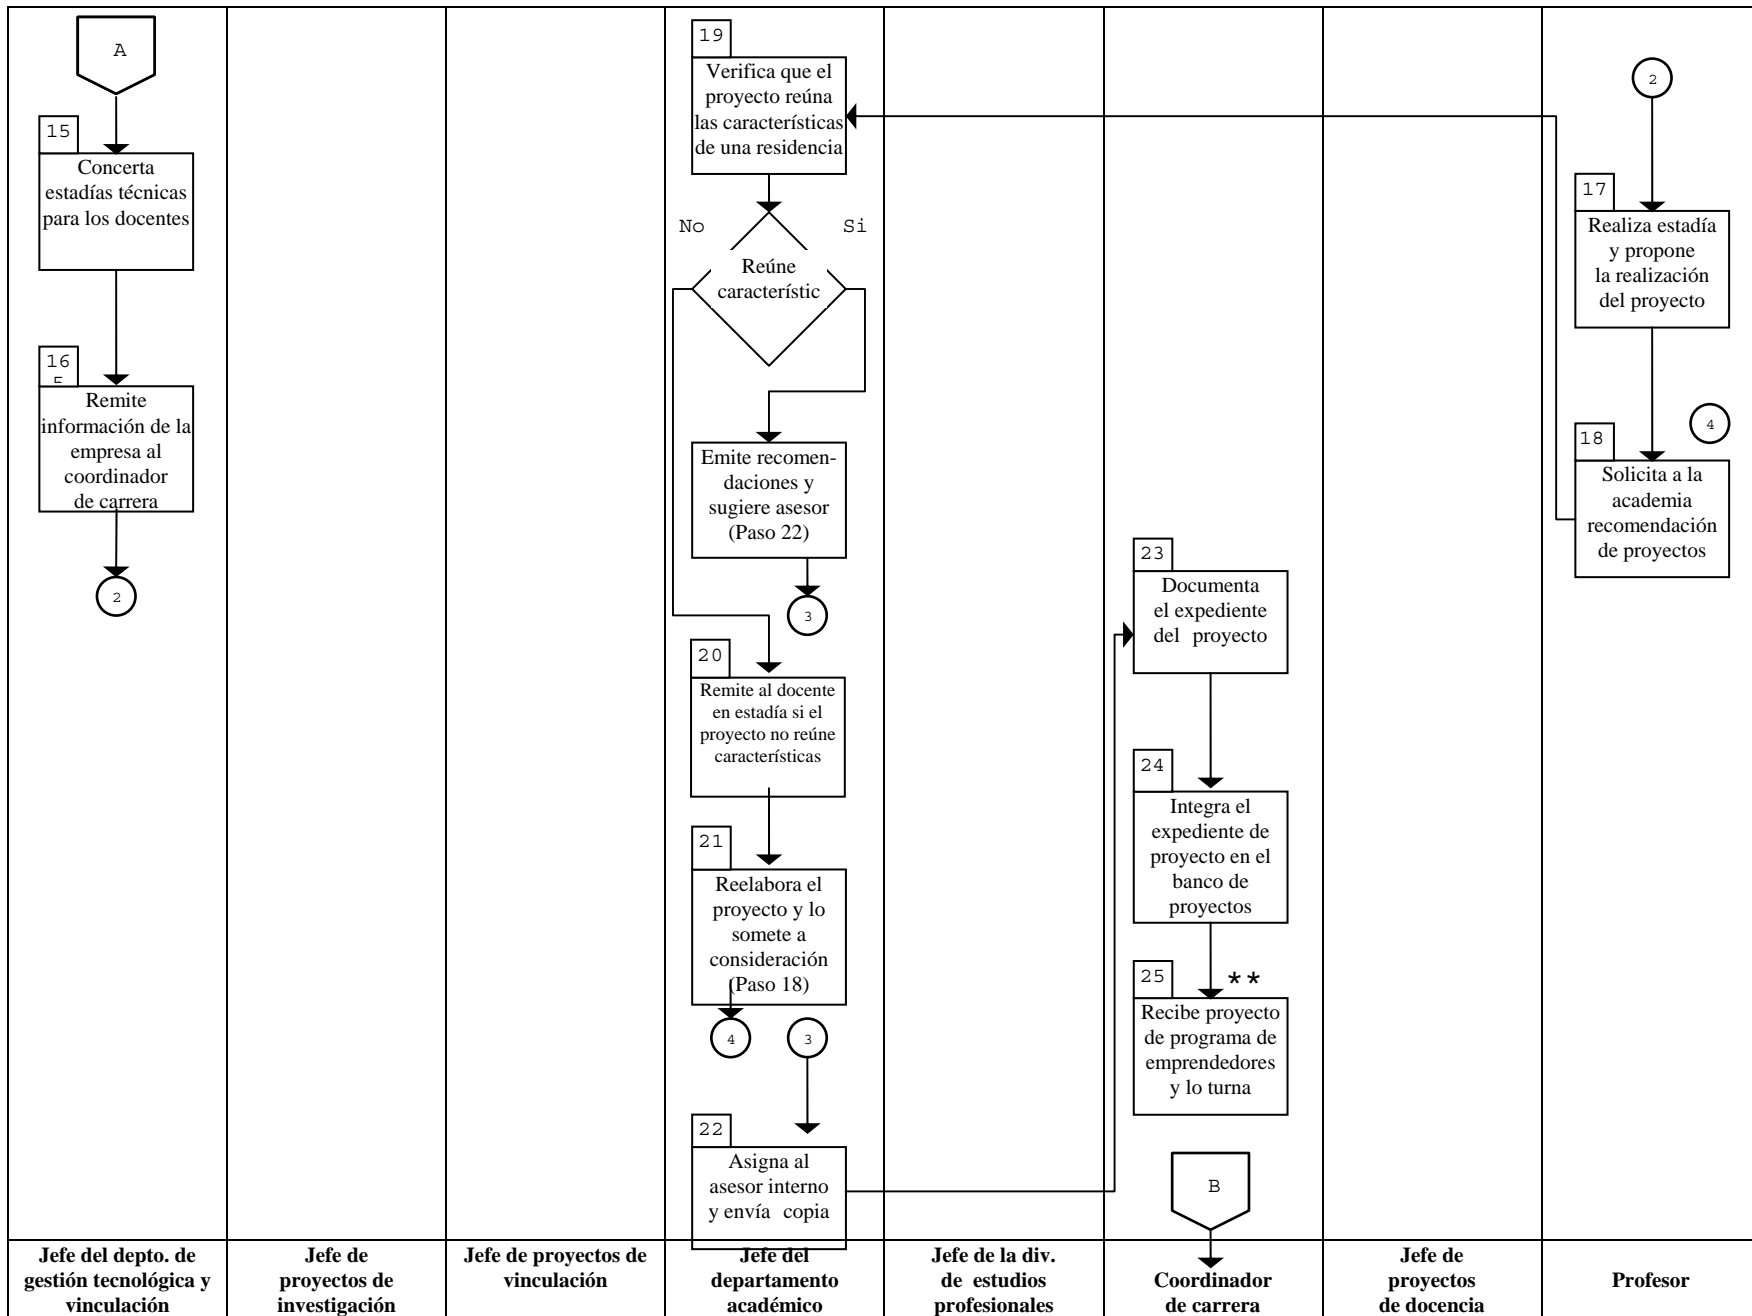 A
15
Concerta
estadías técnicas
para los docentes
16
Remite
información de la
empresa al
coordinador
de carrera
2
19
Verifica que el
proyecto reúna
las características
de una residencia
No
Si
Reúne
característic
Emite recomen-
daciones y
sugiere asesor
(Paso 22)
3
20
Remite al docente
en estadía si el
proyecto no reúne
características
21
Reelabora el
proyecto y lo
somete a
consideración
(Paso 18)
4
3
22
Asigna al
asesor interno
y envía copia
23
Documenta
el expediente
del proyecto
24
Integra el
expediente de
proyecto en el
banco de
proyectos
25
**
Recibe proyecto
de programa de
emprendedores
y lo turna
B
2
17
Realiza estadía
y propone
la realización
del proyecto
4
18
Solicita a la
academia
recomendación
de proyectos
Jefe del depto. de
gestión tecnológica y
vinculación
Jefe de
proyectos de
investigación
Jefe de proyectos de
vinculación
Jefe del
departamento
académico
Jefe de la div.
de estudios
profesionales
Coordinador
de carrera
Jefe de
proyectos
de docencia
Profesor